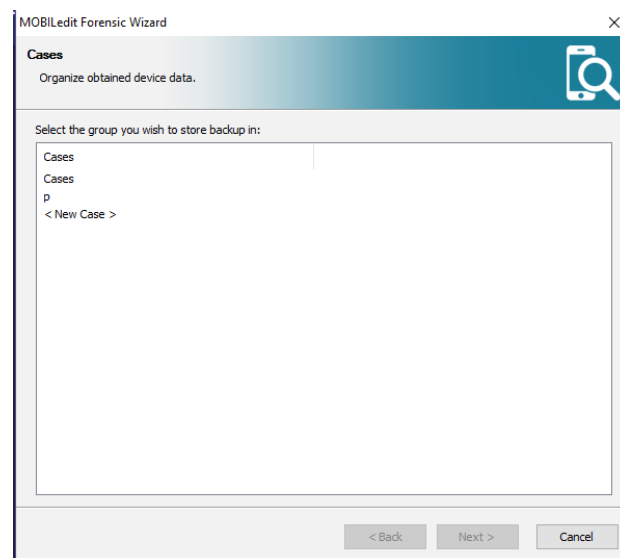 MOBILedit Forensic Wizard
Cases
Organize obtained device data.
Select the group you wish to store backup in:
Cases
Cases
p
< New Case >
< Back
Next >
Cancel